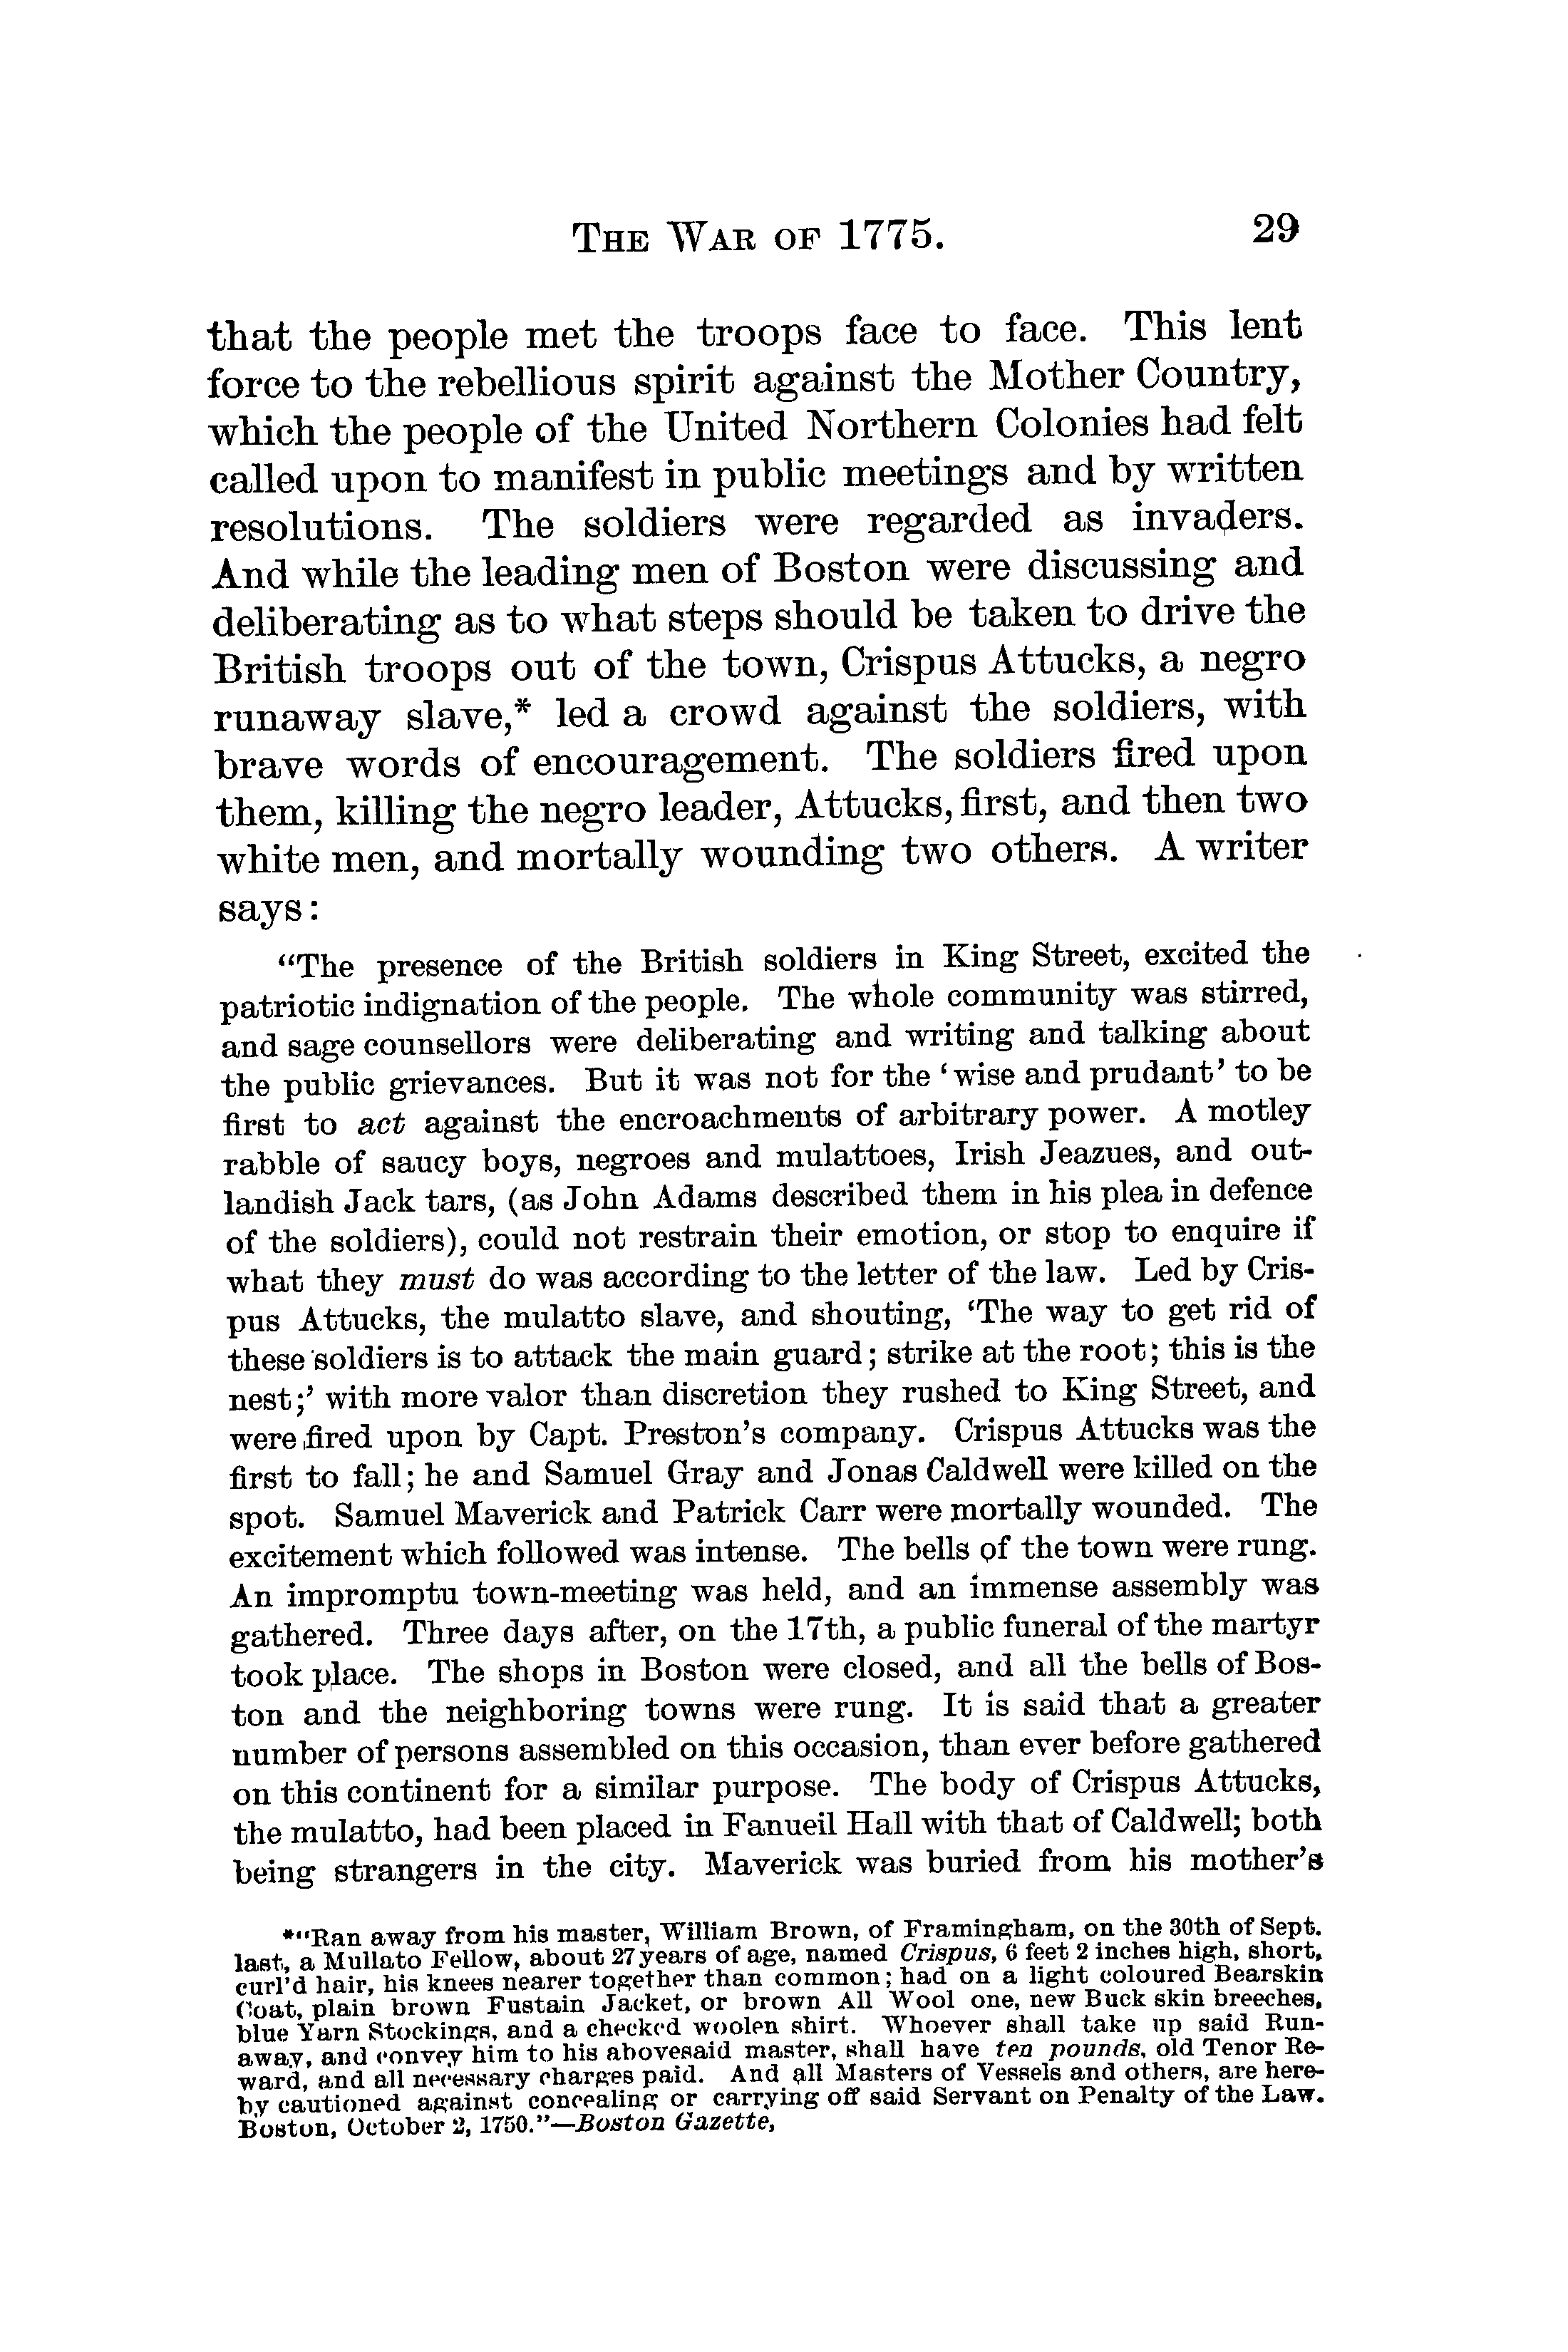 THE WAR OF 1775. 29
that the people met the troops face to face. This lent
force to the rebellious spirit against the Mother Country,
which the people of the United Northern Colonies had felt
called upon to manifest in public meetings and by written
resolutions. The soldiers were regarded as invaders.
And while the leading men of Boston were discussing and
deliberating as to what steps should be taken to drive the
British troops out of the town, Crispus Attucks, a negro
runaway slave,* led a crowd against the soldiers, with
brave words of encouragement. The soldiers fired upon
them, killing the negro leader, Attucks, first, and then two
white men, and mortally wounding two others. A writer
says:
“The presence of the British soldiers in King Street, excited the
patriotic indignation of the people. The whole community was stirred,
and sage counsellors were deliberating and writing and talking about
the public grievances. But it was not for the ‘wise and prudant’ to be
first to act against the encroachments of arbitrary power. A motley
rabble of saucy boys, negroes and mulattoes, Irish Jeazues, and out-
landish Jack tars, (as John Adams described them in his plea in defence
of the soldiers), could not restrain their emotion, or stop to enquire if
what they must do was according to the letter of the law. Led by Cris-
pus Attucks, the mulatto slave, and shouting, ‘The way to get rid of
these soldiers is to attack the main guard; strike at the root; this is the
nest;’ with more valor than discretion they rushed to King Street, and
were fired upon by Capt. Preston’s company. Crispus Attucks was the
first to fall; he and Samuel Gray and Jonas Caldwell were killed on the
spot. Samuel Maverick and Patrick Carr were mortally wounded. The
excitement which followed was intense. The bells of the town were rung.
An impromptu town-meeting was held, and an immense assembly was
gathered. Three days after, on the 17th, a public funeral of the martyr
took place. The shops in Boston were closed, and all the bells of Bos-
ton and the neighboring towns were rung. It is said that a greater
number of persons assembled on this occasion, than ever before gathered
on this continent for a similar purpose. The body of Crispus Attucks,
the mulatto, had been placed in Fanueil Hall with that of Caldwell; both
being strangers in the city. Maverick was buried from his mother’s
*“Ran away from his master, William Brown, of Framingham, on the 30th of Sept.
last, a Mullato Fellow, about 27 years of age, named Crispus, 6 feet 2 inches high, short,
curl’d hair, his knees nearer together than common; had on a light coloured Bearskin
Coat, plain brown Fustain Jacket, or brown All Wool one, new Buck skin breeches,
blue Yarn Stockings, and a checked woolen shirt. Whoever shall take up said Run-
away, and convey him to his abovesaid master, shall have ten pounds, old Tenor Re-
ward, and all necessary charges paid. And all Masters of Vessels and others, are here-
by cautioned against concealing or carrying off said Servant on Penalty of the Law.
Boston, October 2, 1750.”—Boston Gazette,